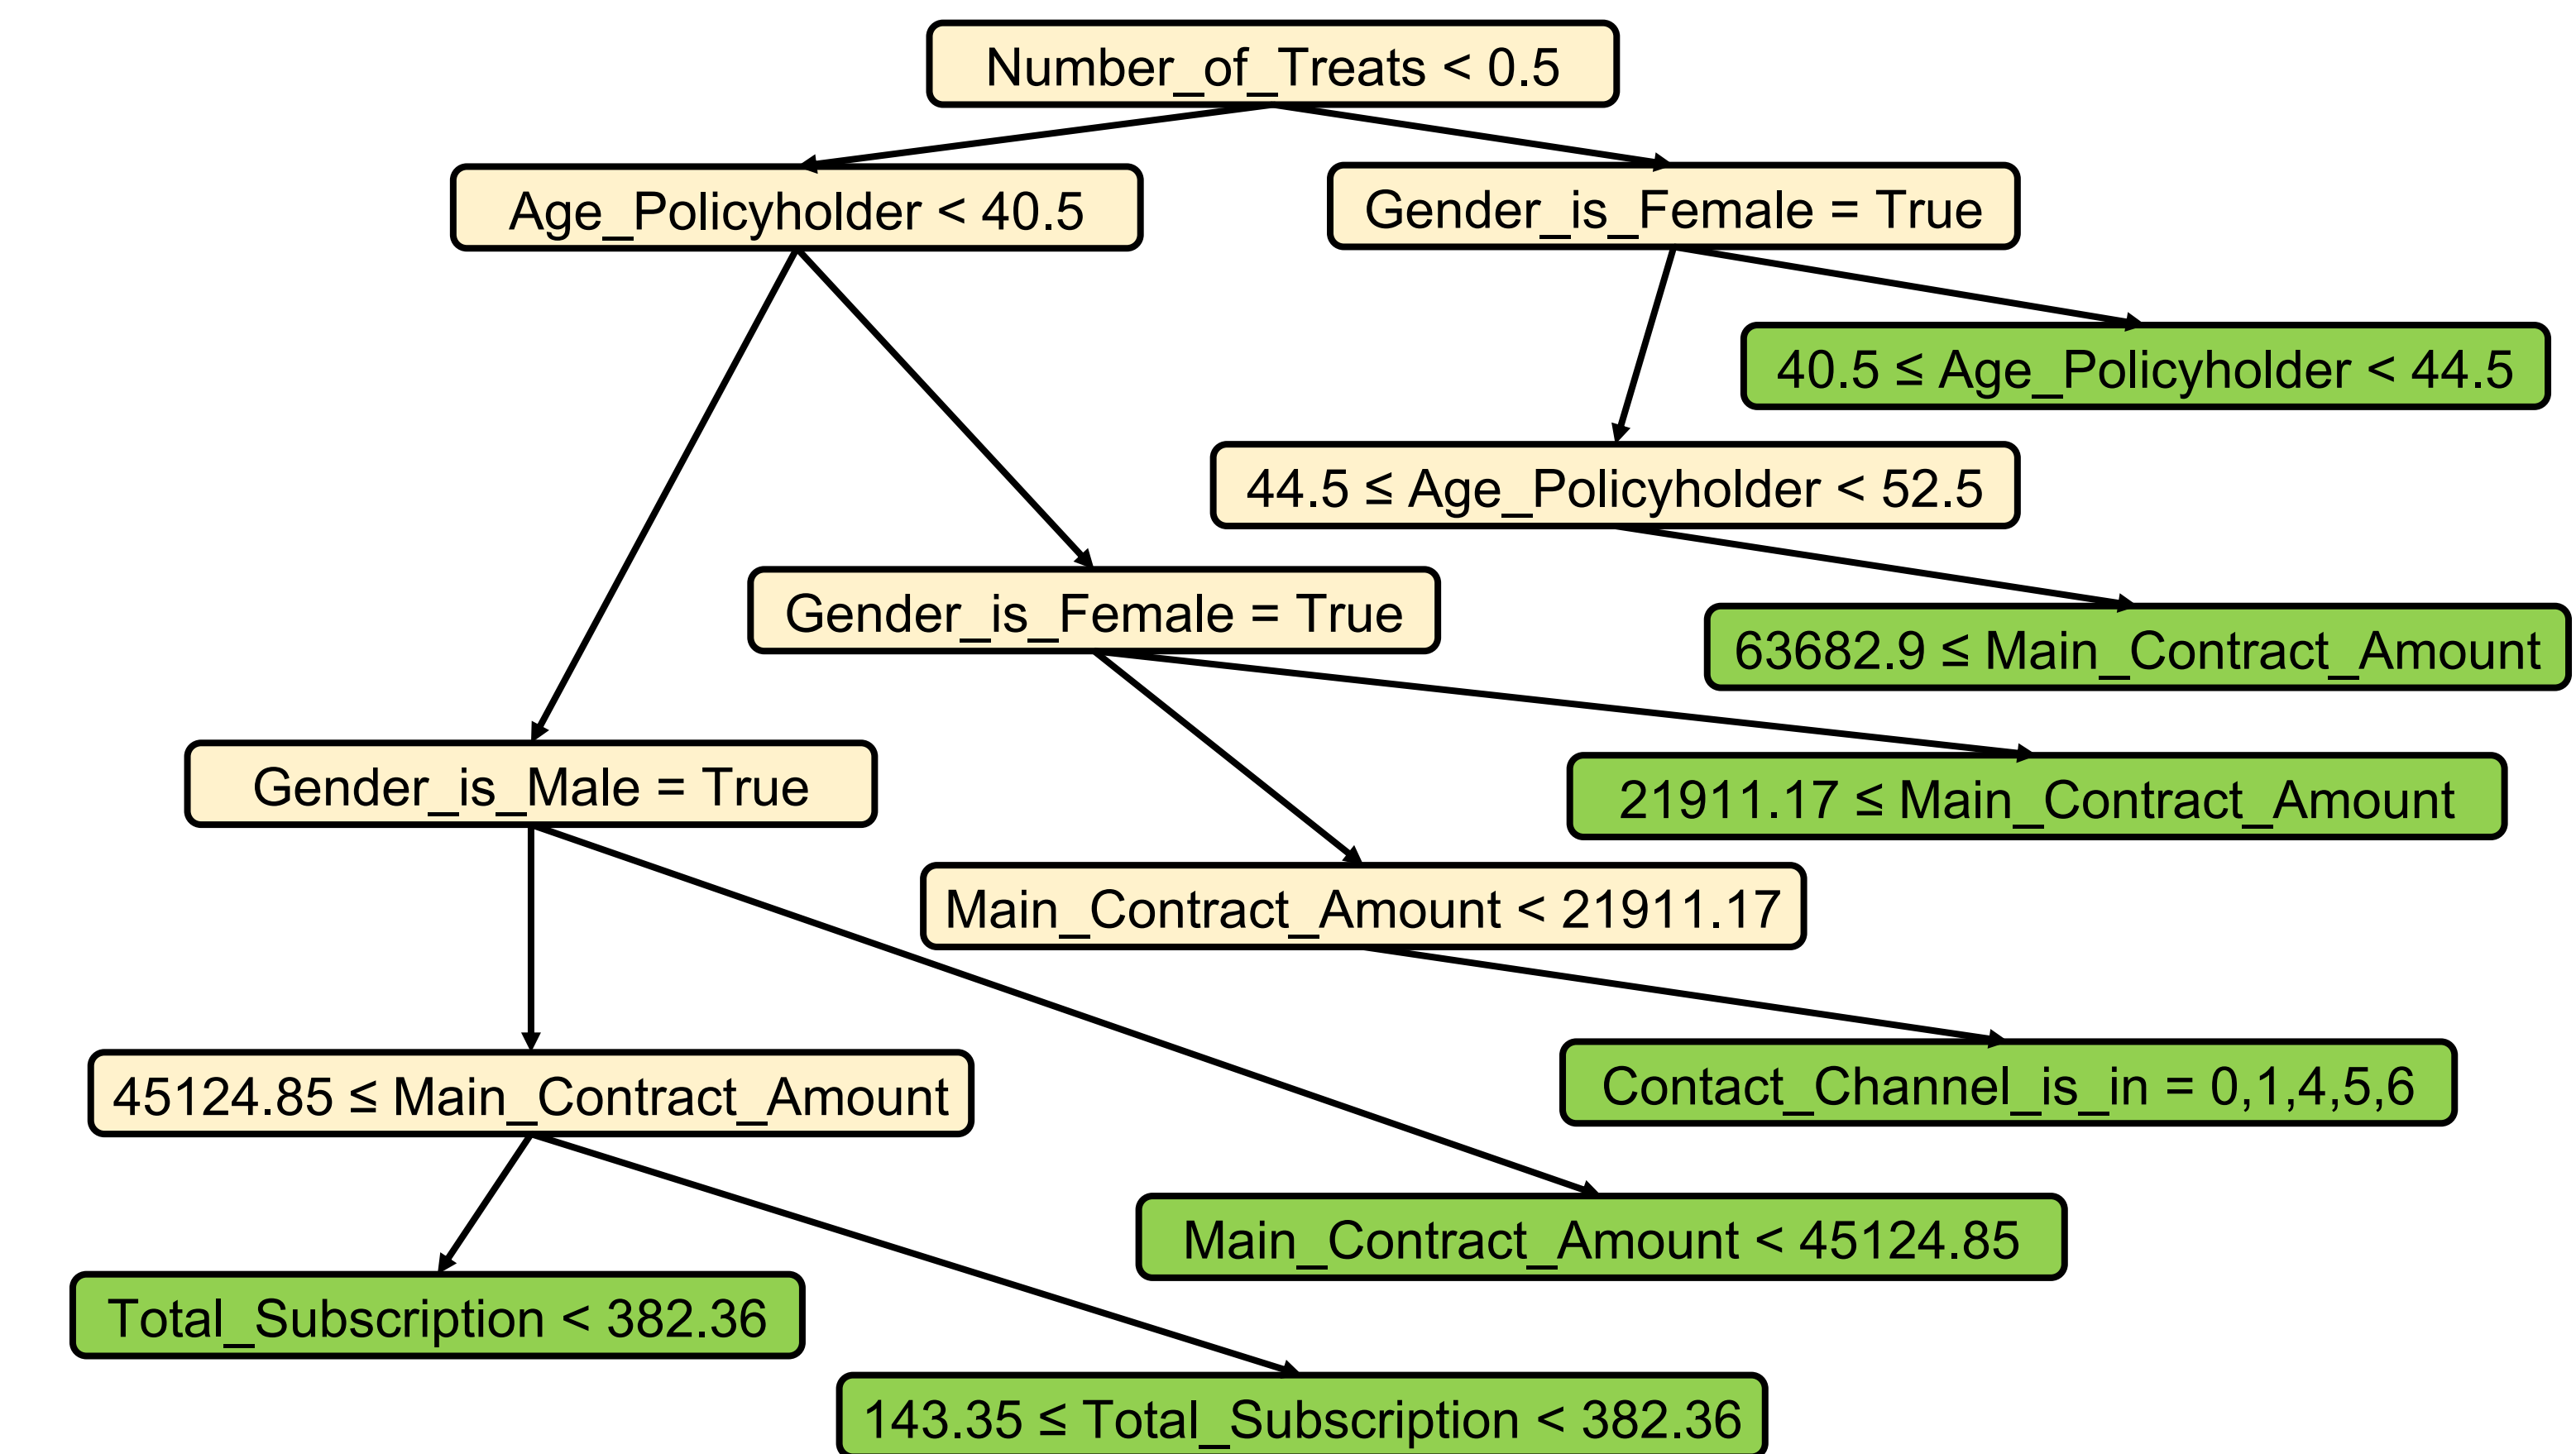 Number_of_Treats < 0.5
Age_Policyholder < 40.5
Gender_is_Female = True
40.5 ≤ Age_Policyholder < 44.5
44.5 ≤ Age_Policyholder < 52.5
Gender_is_Female = True
63682.9 ≤ Main_Contract_Amount
Gender_is_Male = True
21911.17 ≤ Main_Contract_Amount
Main_Contract_Amount < 21911.17
45124.85 ≤ Main_Contract_Amount
Contact_Channel_is_in = 0,1,4,5,6
Main_Contract_Amount < 45124.85
Total_Subscription < 382.36
143.35 ≤ Total_Subscription < 382.36